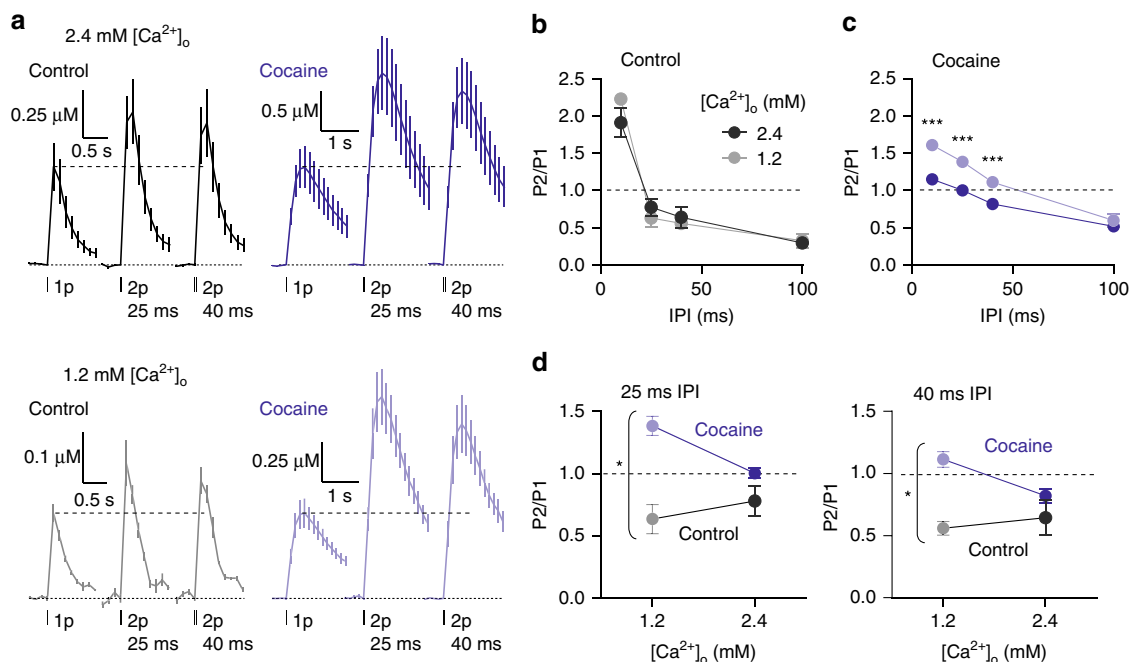 a
2.4 mM [Ca²⁺]ₒ
Control
0.25 μM
0.5 s
Cocaine
0.5 μM
1 s
1p
2p
25 ms
2p
40 ms
1p
2p
25 ms
2p
40 ms
1.2 mM [Ca²⁺]ₒ
Control
0.1 μM
0.5 s
Cocaine
0.25 μM
1 s
1p
2p
25 ms
2p
40 ms
1p
2p
25 ms
2p
40 ms
b
Control
[Ca²⁺]ₒ (mM)
2.4
1.2
P2/P1
2.5
2.0
1.5
1.0
0.5
0.0
0
50
100
IPI (ms)
c
Cocaine
***
***
***
P2/P1
2.5
2.0
1.5
1.0
0.5
0.0
0
50
100
IPI (ms)
d
25 ms IPI
Cocaine
*
Control
P2/P1
1.5
1.0
0.5
0.0
1.2
2.4
[Ca²⁺]ₒ (mM)
40 ms IPI
Cocaine
*
Control
P2/P1
1.5
1.0
0.5
0.0
1.2
2.4
[Ca²⁺]ₒ (mM)